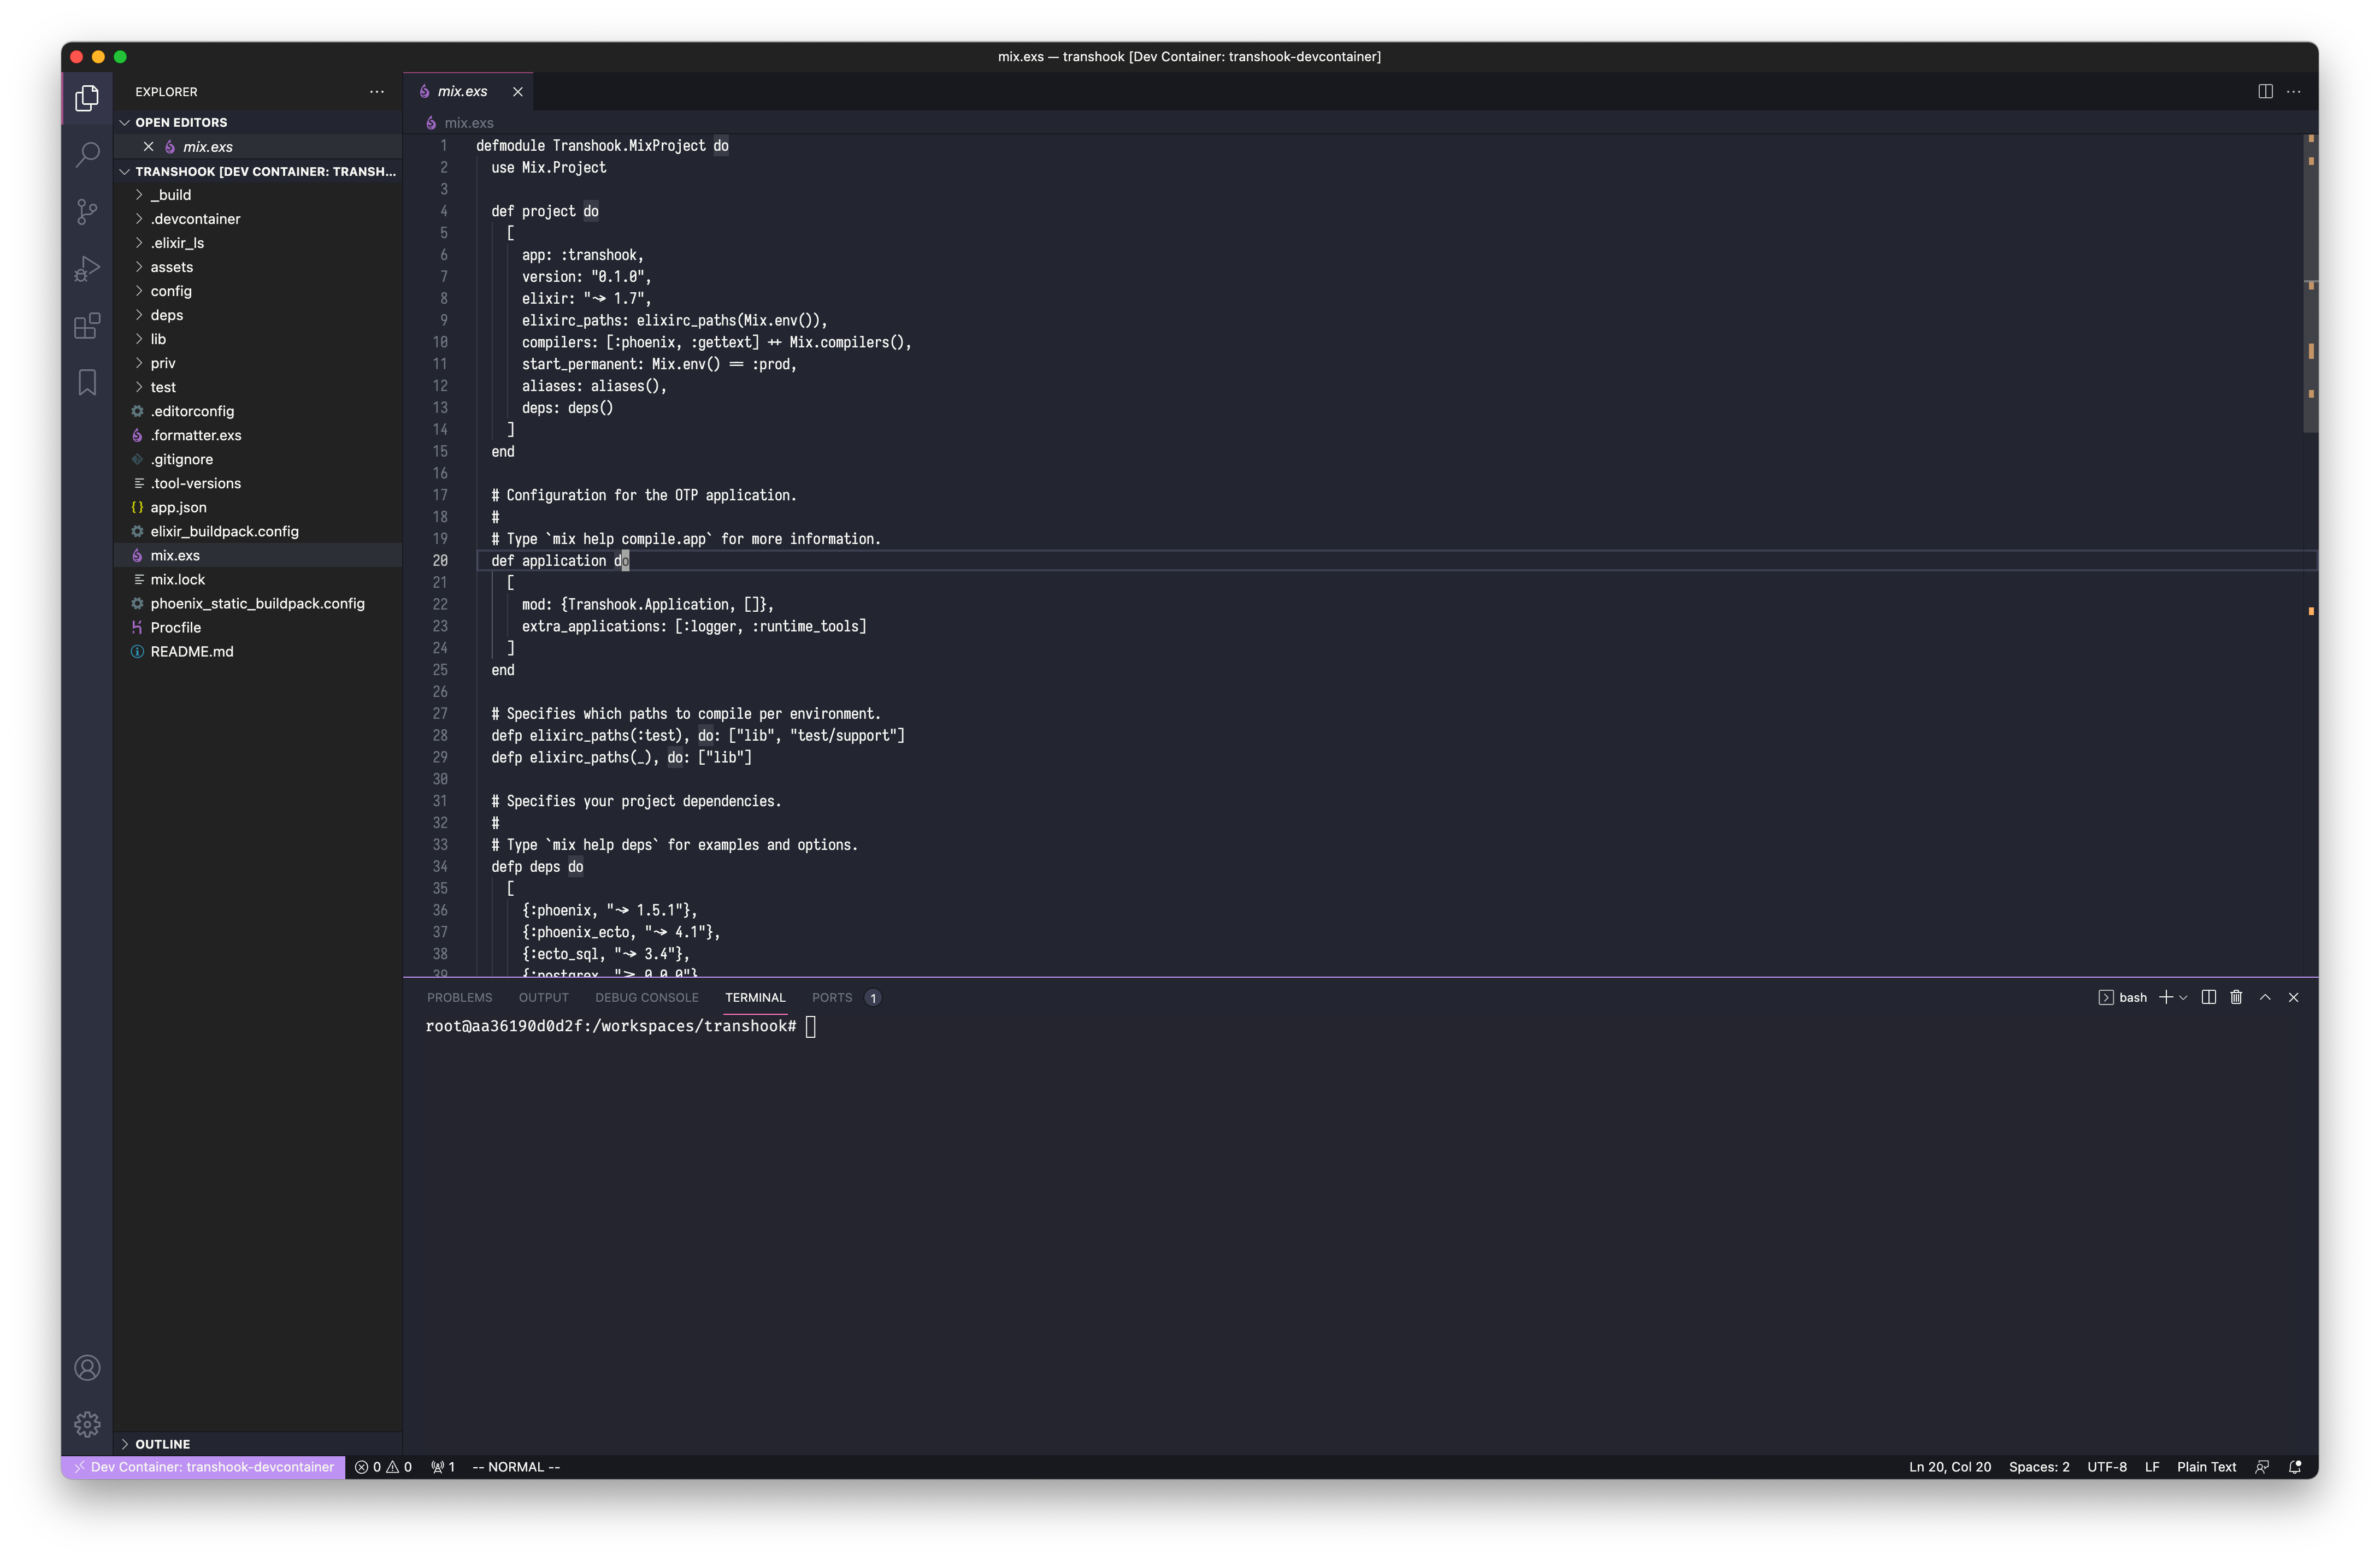 mix.exs — transhook [Dev Container: transhook-devcontainer]
EXPLORER
OPEN EDITORS
mix.exs
TRANSHOOK [DEV CONTAINER: TRANSH...
_build
.devcontainer
.elixir_ls
assets
config
deps
lib
priv
test
.editorconfig
.formatter.exs
.gitignore
.tool-versions
app.json
elixir_buildpack.config
mix.exs
mix.lock
phoenix_static_buildpack.config
Procfile
README.md
OUTLINE
mix.exs
mix.exs
1 defmodule Transhook.MixProject do
2   use Mix.Project
3
4   def project do
5     [
6       app: :transhook,
7       version: "0.1.0",
8       elixir: "~> 1.7",
9       elixirc_paths: elixirc_paths(Mix.env()),
10       compilers: [:phoenix, :gettext] ++ Mix.compilers(),
11       start_permanent: Mix.env() == :prod,
12       aliases: aliases(),
13       deps: deps()
14     ]
15   end
16
17   # Configuration for the OTP application.
18   #
19   # Type `mix help compile.app` for more information.
20   def application do
21     [
22       mod: {Transhook.Application, []},
23       extra_applications: [:logger, :runtime_tools]
24     ]
25   end
26
27   # Specifies which paths to compile per environment.
28   defp elixirc_paths(:test), do: ["lib", "test/support"]
29   defp elixirc_paths(_), do: ["lib"]
30
31   # Specifies your project dependencies.
32   #
33   # Type `mix help deps` for examples and options.
34   defp deps do
35     [
36       {:phoenix, "~> 1.5.1"},
37       {:phoenix_ecto, "~> 4.1"},
38       {:ecto_sql, "~> 3.4"},
39       {:postgrex, ">= 0.0.0"},
PROBLEMS OUTPUT DEBUG CONSOLE TERMINAL PORTS 1 bash
root@aa36190d0d2f:/workspaces/transhook#
Dev Container: transhook-devcontainer 0 0 1 -- NORMAL -- Ln 20, Col 20 Spaces: 2 UTF-8 LF Plain Text